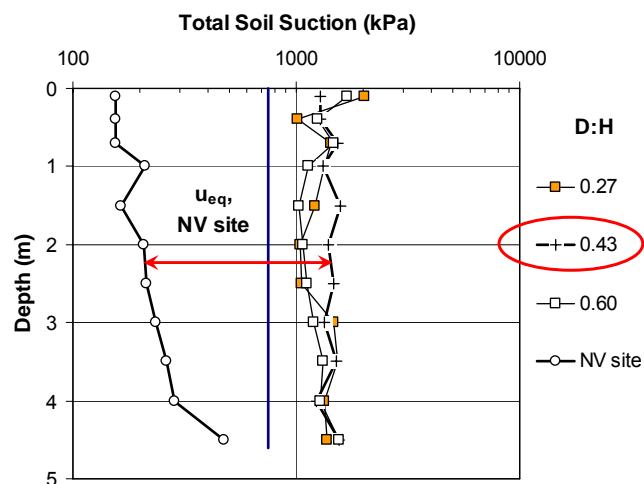 Total Soil Suction (kPa)
100 1000 10000
0
1
2
3
4
5
Depth (m)
u_eq,
NV site
D:H
0.27
0.43
0.60
NV site